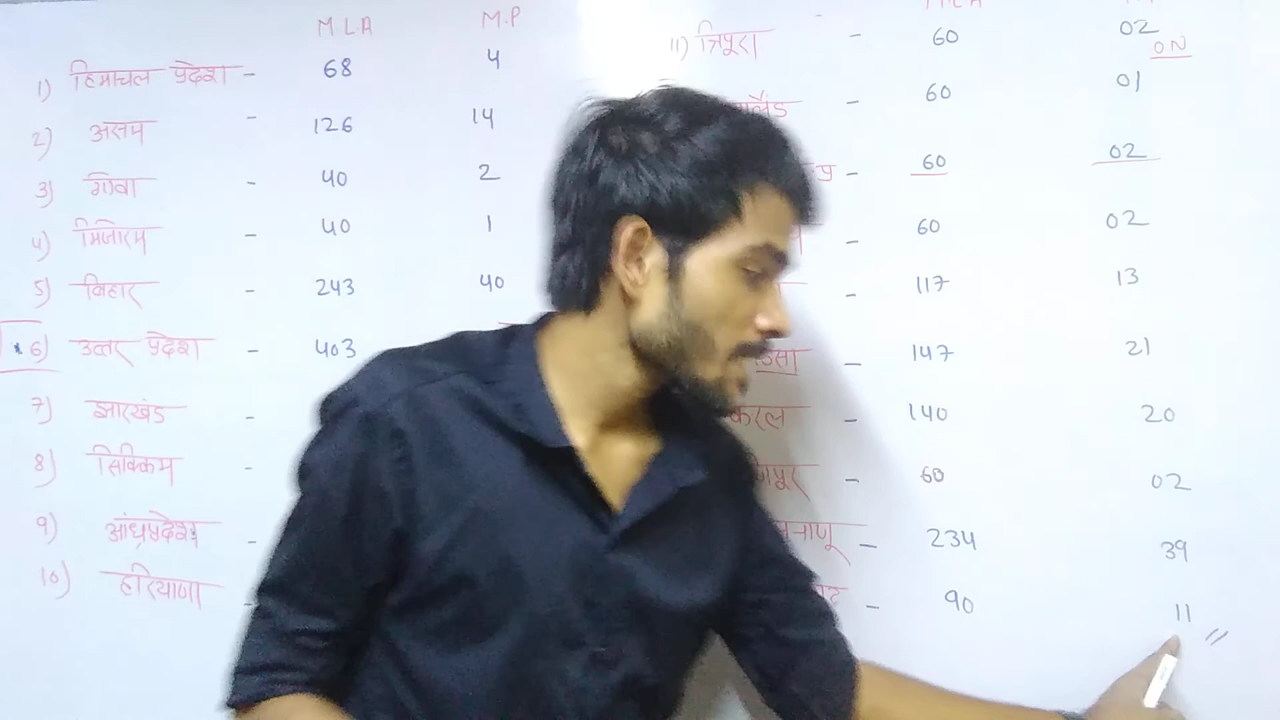 MLA M.P
1) हिमाचल प्रदेश - 68 4
2) असम - 126 14
3) गोवा - 40 2
4) मिजोरम - 40 1
5) बिहार - 243 40
6) उत्तर प्रदेश - 403
7) झारखंड -
8) सिक्किम -
9) आंध्रप्रदेश -
10) हरियाणा -
11) त्रिपुरा - 60 02
ON
- 60 01
- 60 02
- 60 02
- 117 13
- 147 21
करल - 140 20
- 60 02
- 234 39
- 90 11